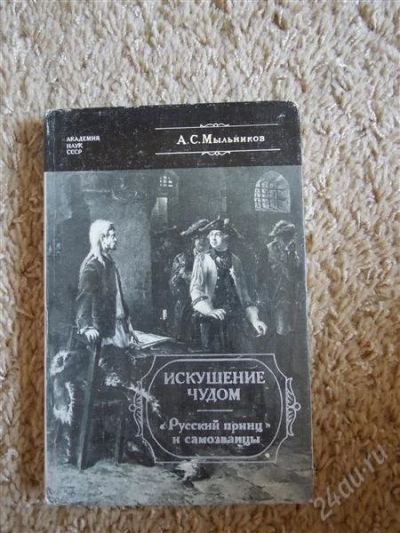 АКАДЕМИЯ
НАУК
СССР
А.С.Мыльников
ИСКУШЕНИЕ
ЧУДОМ
«Русский принц»
и самозванцы
24au.ru